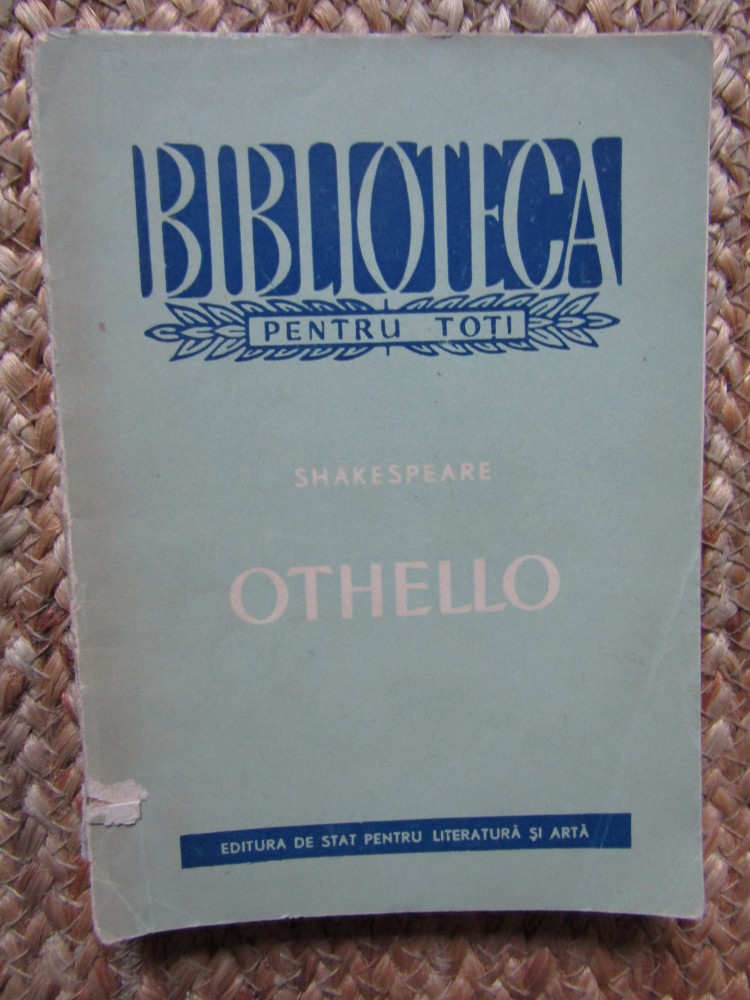 BIBLIOTECA
PENTRU TOȚI
SHAKESPEARE
OTHELLO
EDITURA DE STAT PENTRU LITERATURĂ ȘI ARTĂ